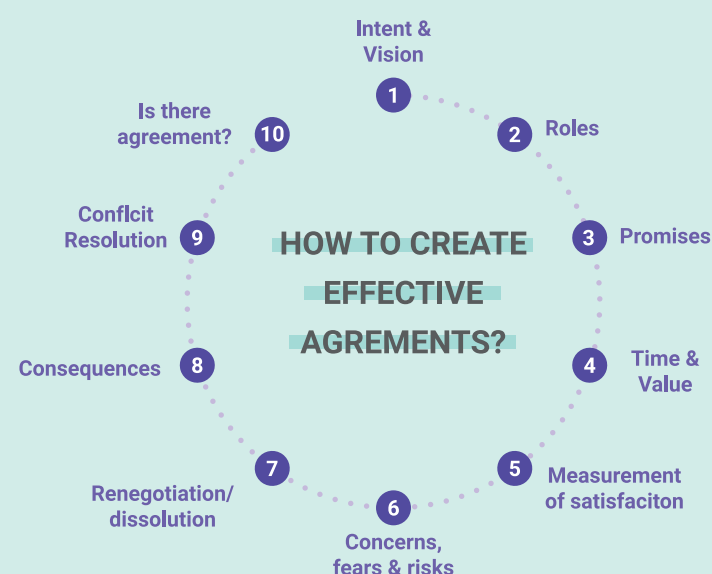 HOW TO CREATE
EFFECTIVE
AGREMENTS?
1
Intent &
Vision
2
Roles
3
Promises
4
Time &
Value
5
Measurement
of satisfaciton
6
Concerns,
fears & risks
7
Renegotiation/
dissolution
8
Consequences
9
Conflcit
Resolution
10
Is there
agreement?